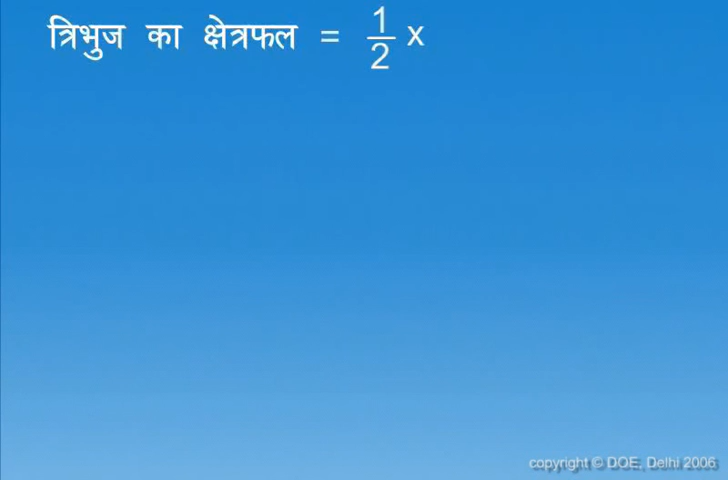 त्रिभुज का क्षेत्रफल = 1/2 x
copyright © DOE, Delhi 2006